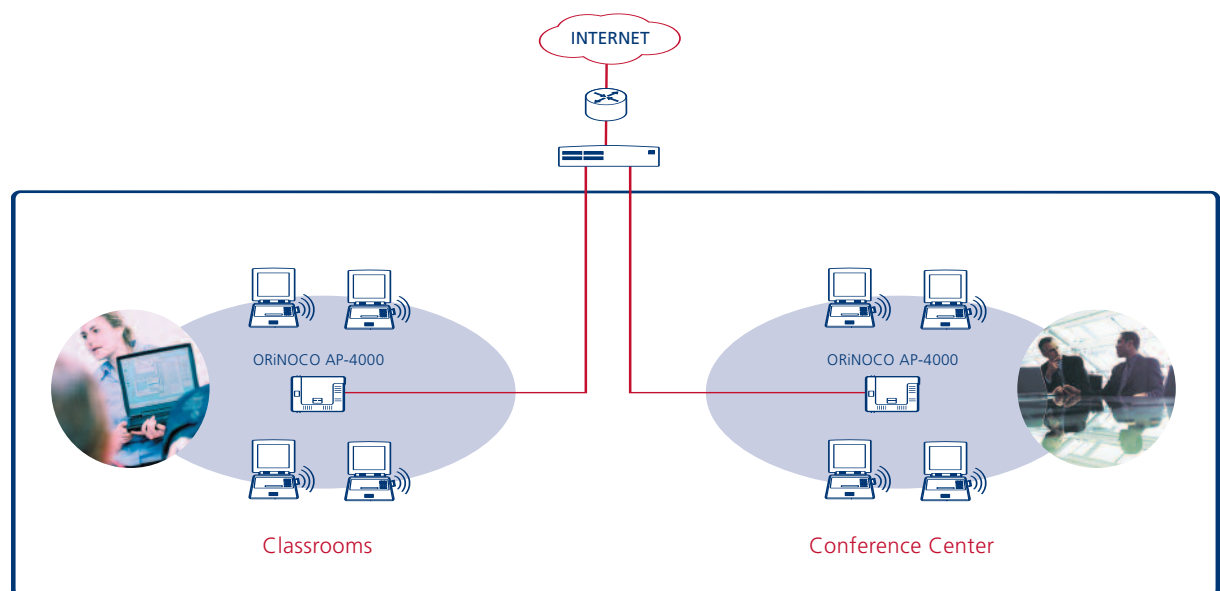 INTERNET
ORiNOCO AP-4000
ORiNOCO AP-4000
Classrooms
Conference Center